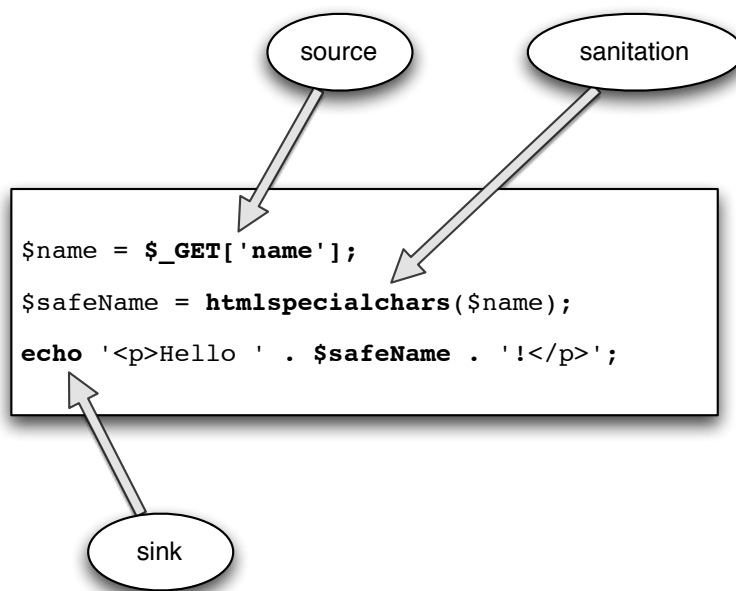 source
sanitation
$name = $_GET['name'];
$safeName = htmlspecialchars($name);
echo '<p>Hello ' . $safeName . '!</p>';
sink